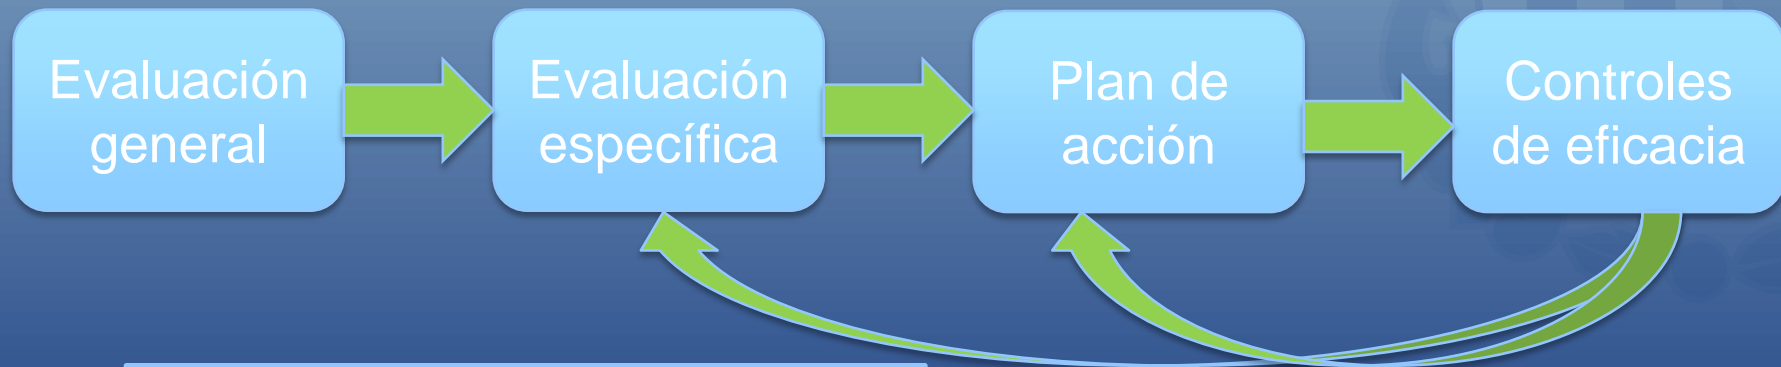 Evaluación
general
Evaluación
específica
Plan de
acción
Controles
de eficacia